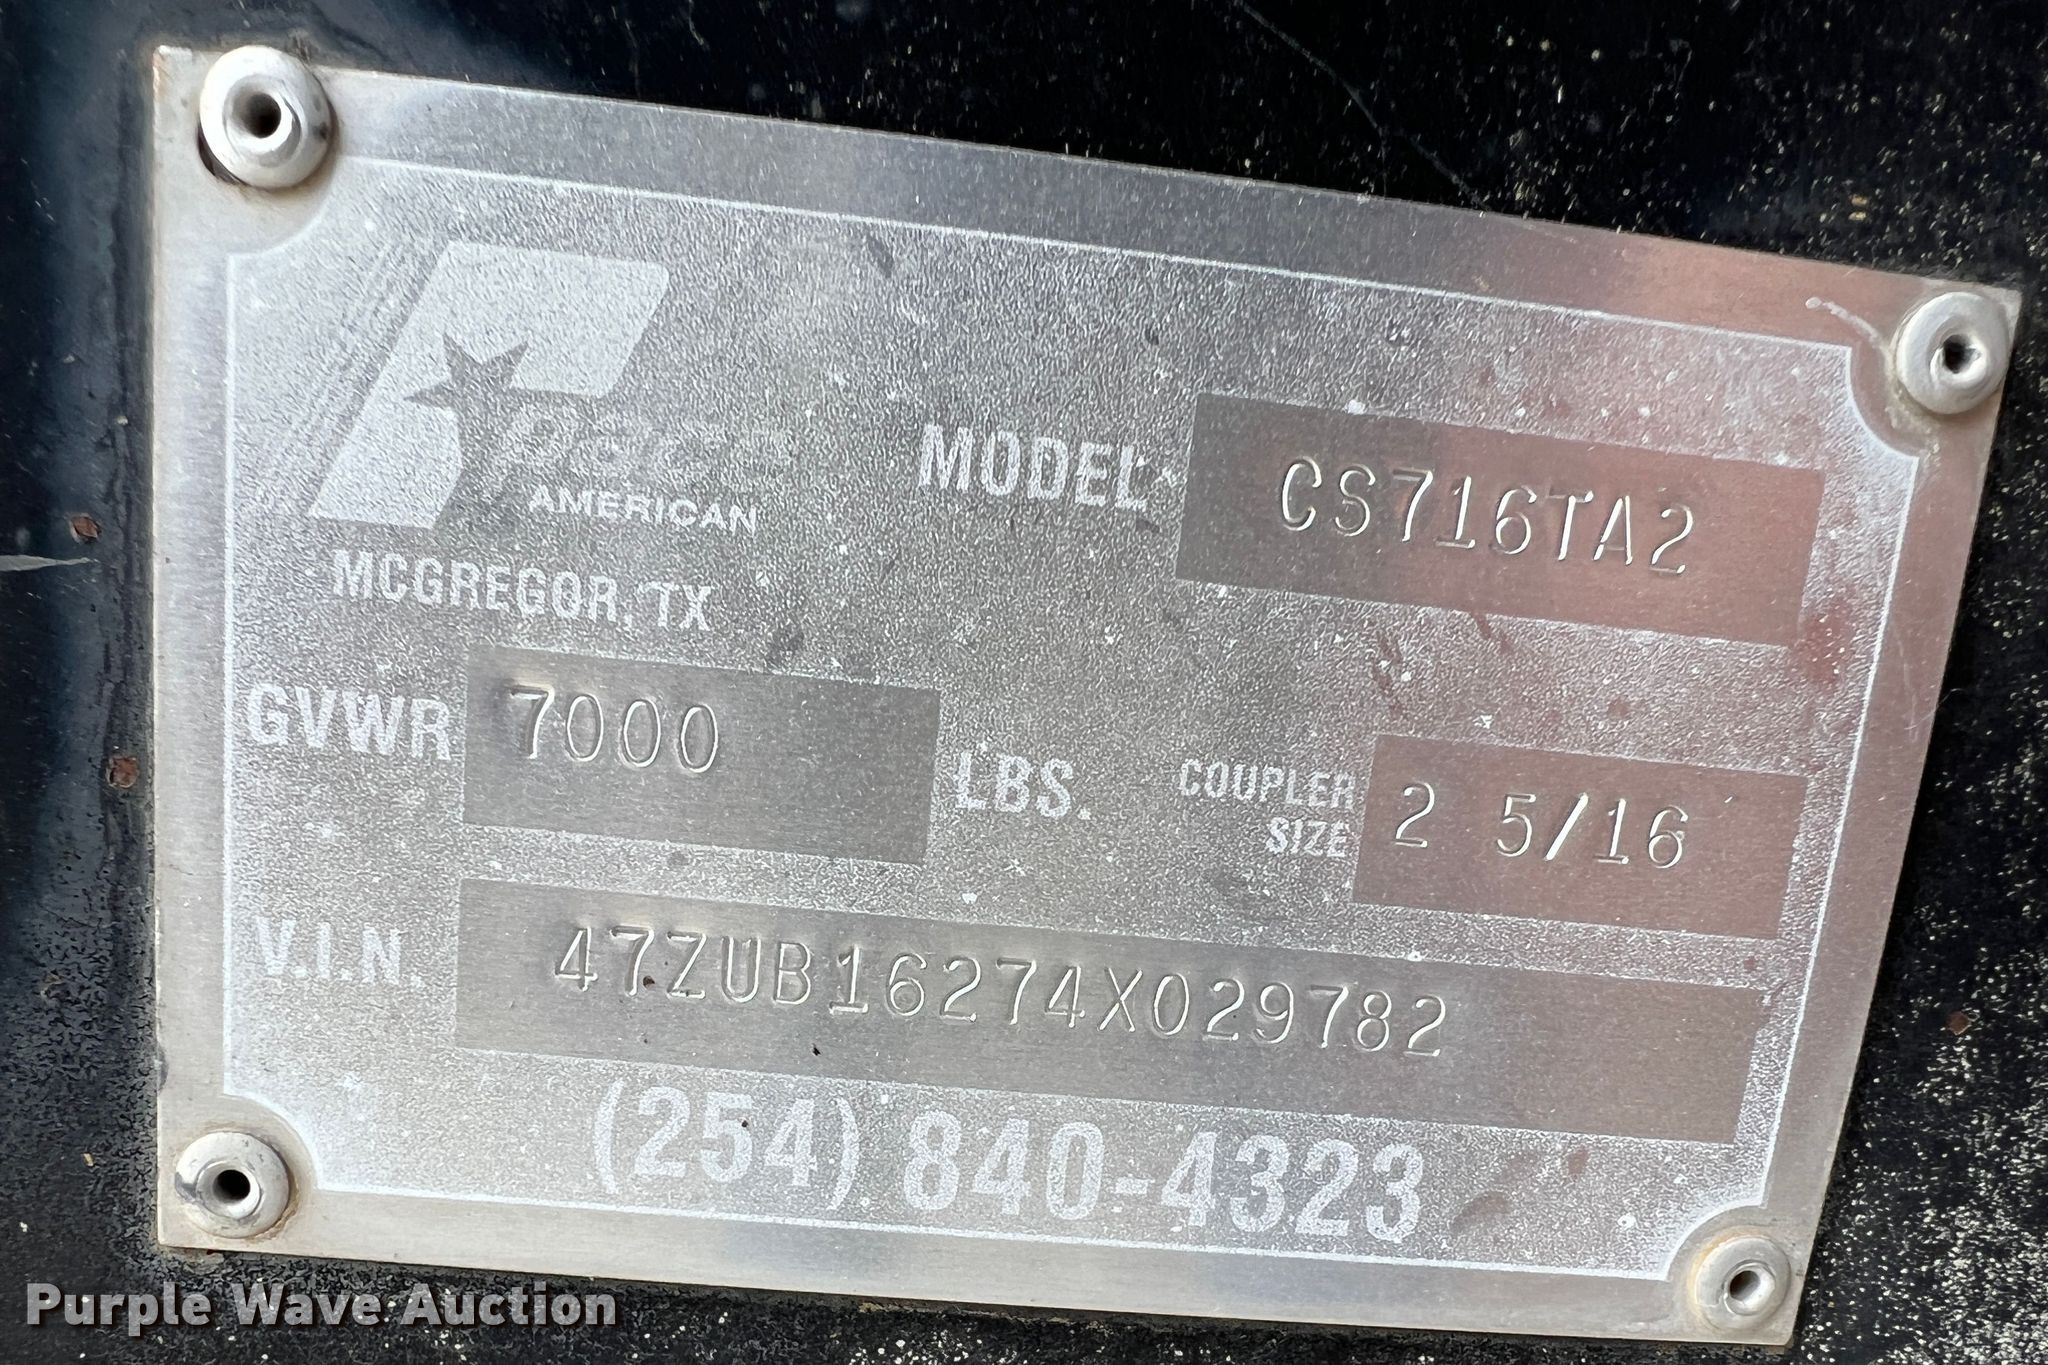 pace
AMERICAN
MCGREGOR, TX
MODEL CS716TA2
GVWR 7000 LBS.
COUPLER SIZE 2 5/16
V.I.N. 47ZUB16274X029782
(254) 840-4323
Purple Wave Auction